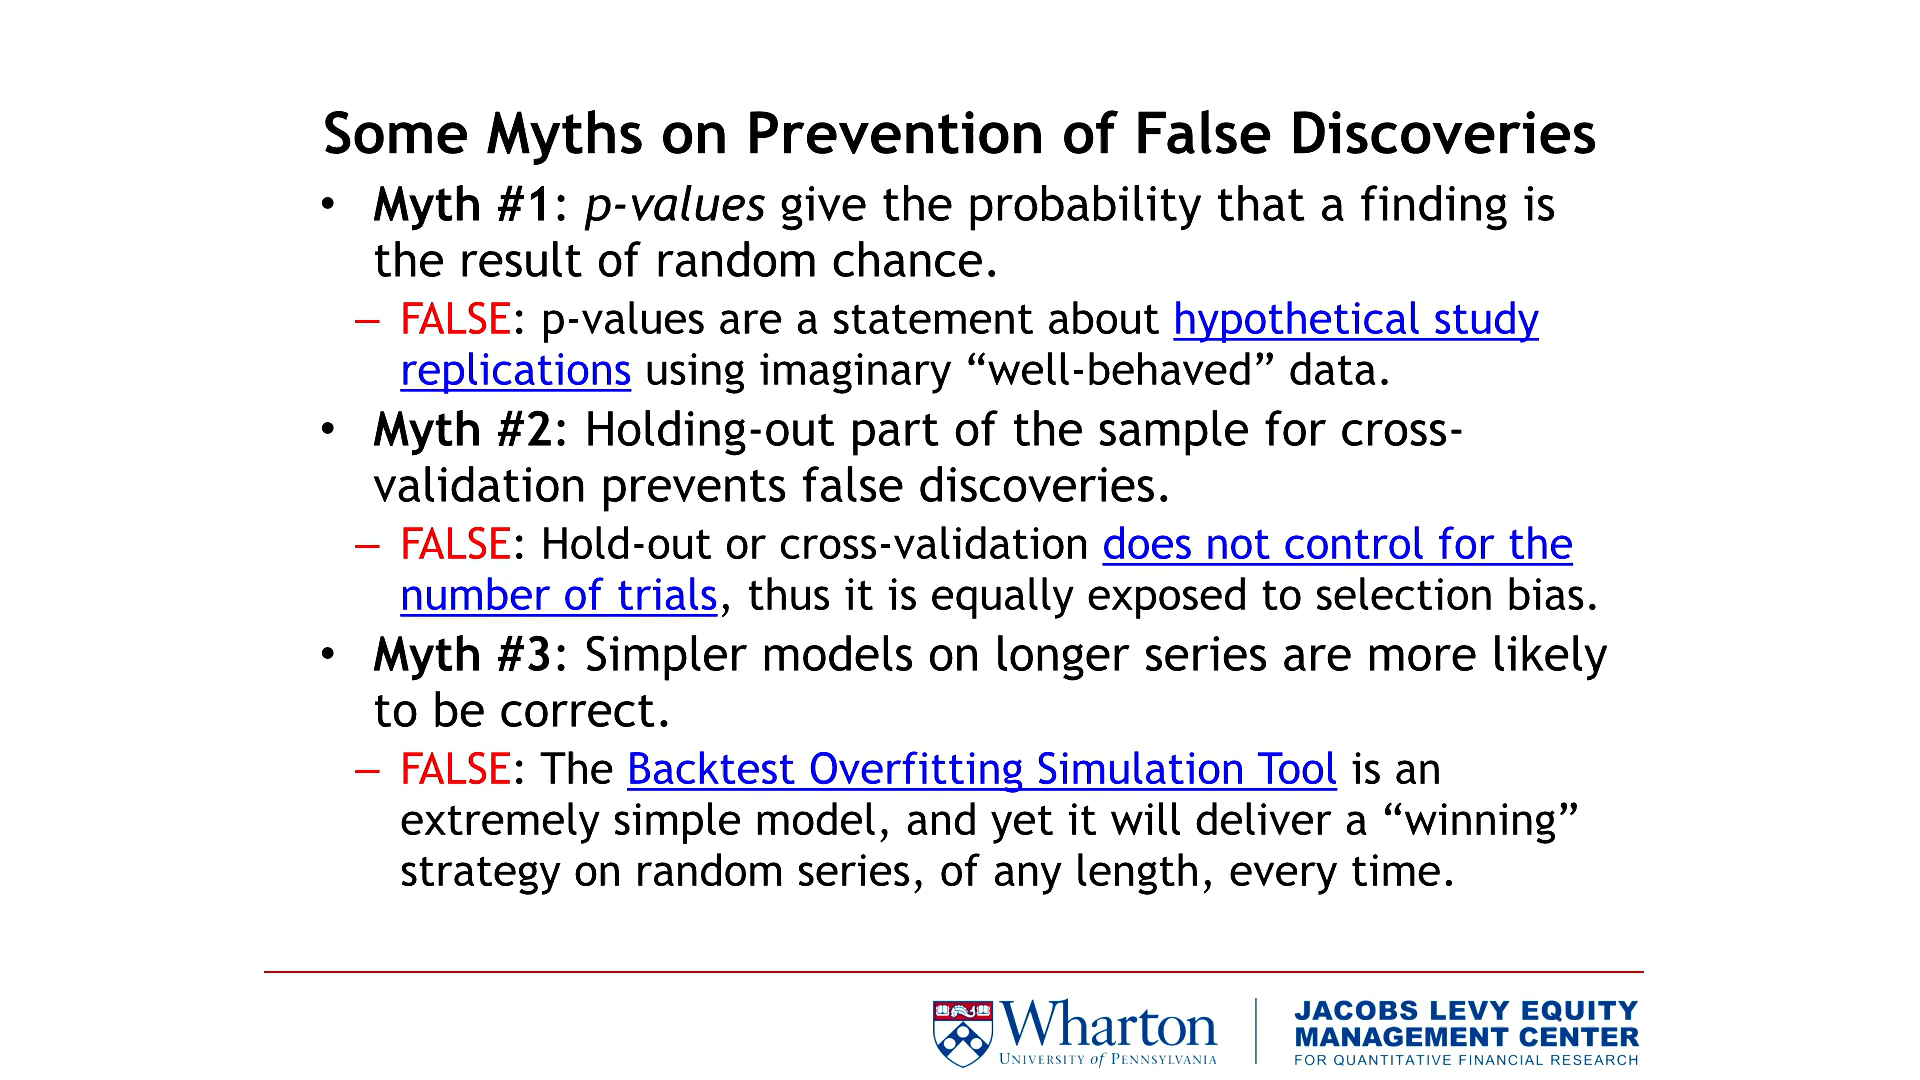 Some Myths on Prevention of False Discoveries
• Myth #1: p-values give the probability that a finding is
the result of random chance.
– FALSE: p-values are a statement about hypothetical study
replications using imaginary “well-behaved” data.
• Myth #2: Holding-out part of the sample for cross-
validation prevents false discoveries.
– FALSE: Hold-out or cross-validation does not control for the
number of trials, thus it is equally exposed to selection bias.
• Myth #3: Simpler models on longer series are more likely
to be correct.
– FALSE: The Backtest Overfitting Simulation Tool is an
extremely simple model, and yet it will deliver a “winning”
strategy on random series, of any length, every time.
Wharton
UNIVERSITY of PENNSYLVANIA
JACOBS LEVY EQUITY
MANAGEMENT CENTER
FOR QUANTITATIVE FINANCIAL RESEARCH